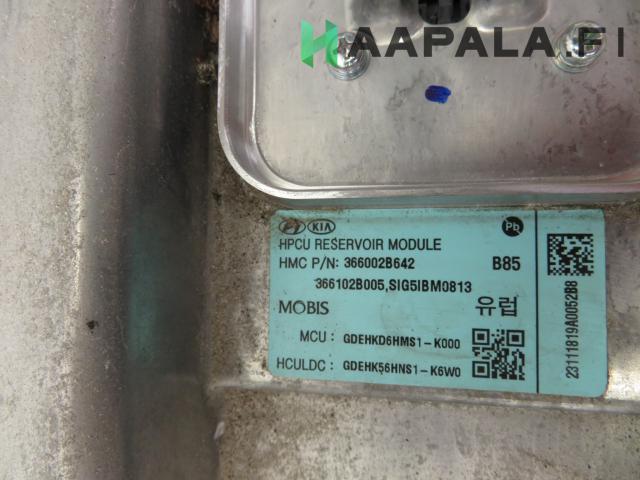 HAAPALA.FI
KIA
Pb
HPCU RESERVOIR MODULE
HMC P/N: 366002B642 B85
366102B005,SIG5IBM0813
MOBIS 유럽
MCU : GDEHKD6HMS1-K000
HCULDC : GDEHK56HNS1-K6W0
23111819A0052B8